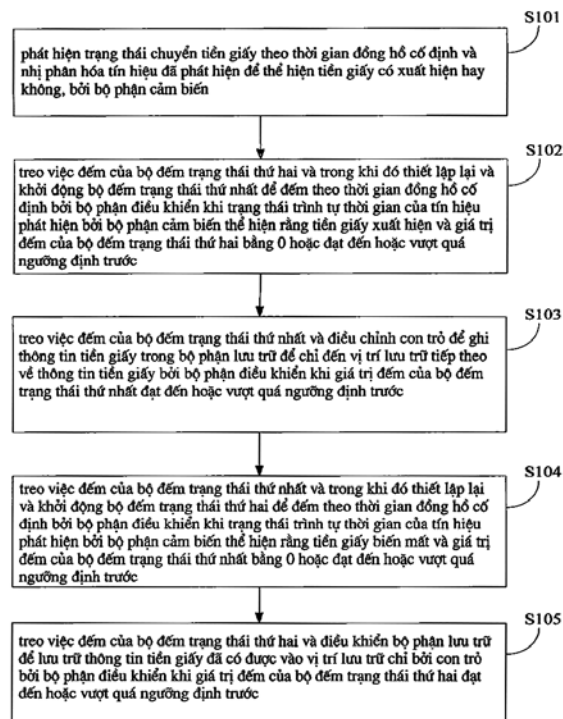 S101
phát hiện trạng thái chuyển tiền giấy theo thời gian đồng hồ cố định và
nhị phân hóa tín hiệu đã phát hiện để thể hiện tiền giấy có xuất hiện hay
không, bởi bộ phận cảm biến
S102
treo việc đếm của bộ đếm trạng thái thứ hai và trong khi đó thiết lập lại và
khởi động bộ đếm trạng thái thứ nhất để đếm theo thời gian đồng hồ cố
định bởi bộ phận điều khiển khi trạng thái trình tự thời gian của tín hiệu
phát hiện bởi bộ phận cảm biến thể hiện rằng tiền giấy xuất hiện và giá trị
đếm của bộ đếm trạng thái thứ hai bằng 0 hoặc đạt đến hoặc vượt quá
ngưỡng định trước
S103
treo việc đếm của bộ đếm trạng thái thứ nhất và điều chỉnh con trỏ để ghi
thông tin tiền giấy trong bộ phận lưu trữ để chỉ đến vị trí lưu trữ tiếp theo
về thông tin tiền giấy bởi bộ phận điều khiển khi giá trị đếm của bộ đếm
trạng thái thứ nhất đạt đến hoặc vượt quá ngưỡng định trước
S104
treo việc đếm của bộ đếm trạng thái thứ nhất và trong khi đó thiết lập lại
và khởi động bộ đếm trạng thái thứ hai để đếm theo thời gian đồng hồ cố
định bởi bộ phận điều khiển khi trạng thái trình tự thời gian của tín hiệu
phát hiện bởi bộ phận cảm biến thể hiện rằng tiền giấy biến mất và giá trị
đếm của bộ đếm trạng thái thứ nhất bằng 0 hoặc đạt đến hoặc vượt quá
ngưỡng định trước
S105
treo việc đếm của bộ đếm trạng thái thứ hai và điều khiển bộ phận lưu trữ
để lưu trữ thông tin tiền giấy đã có được vào vị trí lưu trữ chỉ bởi con trỏ
bởi bộ phận điều khiển khi giá trị đếm của bộ đếm trạng thái thứ hai đạt
đến hoặc vượt quá ngưỡng định trước